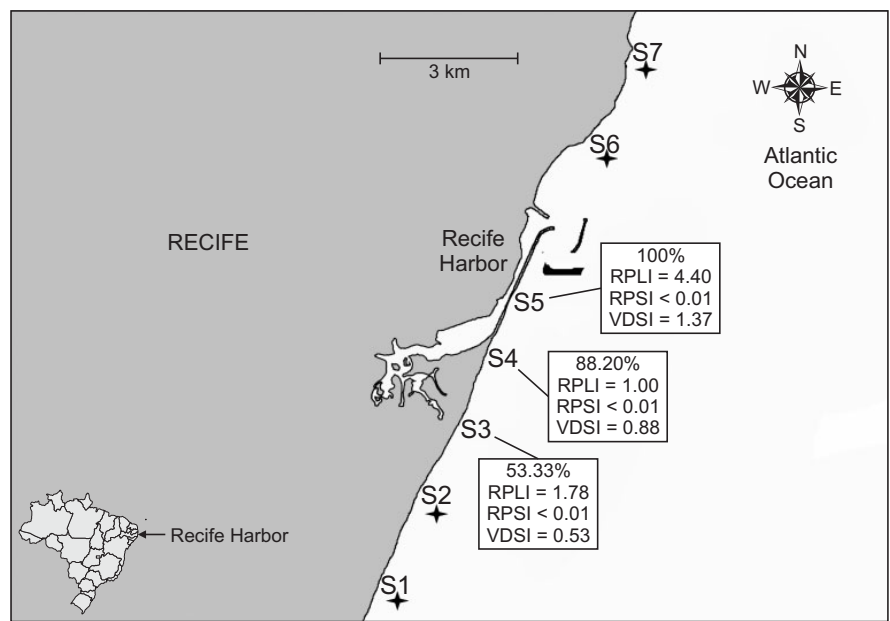 S7
3 km
N
W
E
S
S6
Atlantic
Ocean
RECIFE
Recife
Harbor
100%
RPLI = 4.40
RPSI < 0.01
VDSI = 1.37
S5
S4
88.20%
RPLI = 1.00
RPSI < 0.01
VDSI = 0.88
S3
53.33%
RPLI = 1.78
RPSI < 0.01
VDSI = 0.53
S2
Recife Harbor
S1